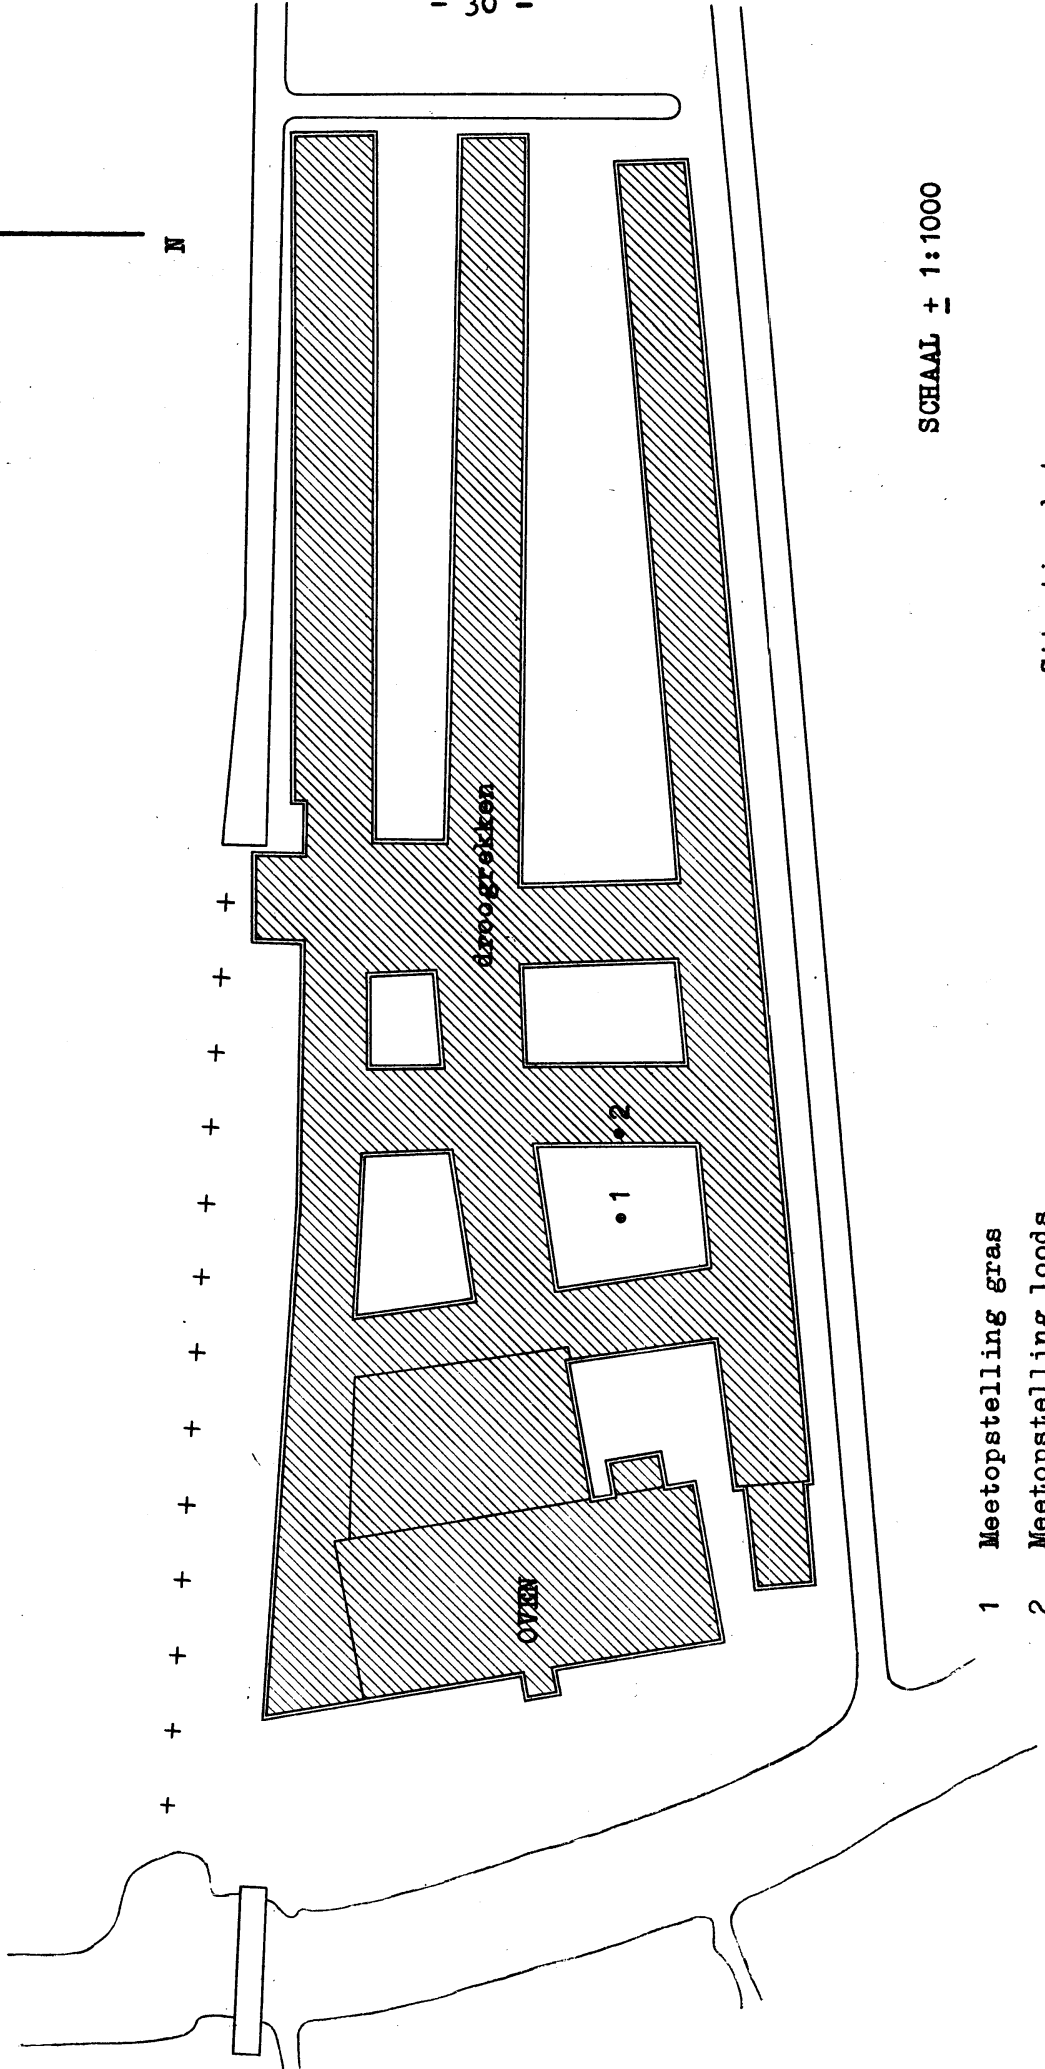 - 30 -
N
SCHAAL ± 1:1000
droogrekken
2
1
OVEN
1 Meetopstelling gras
2 Meetopstelling loods